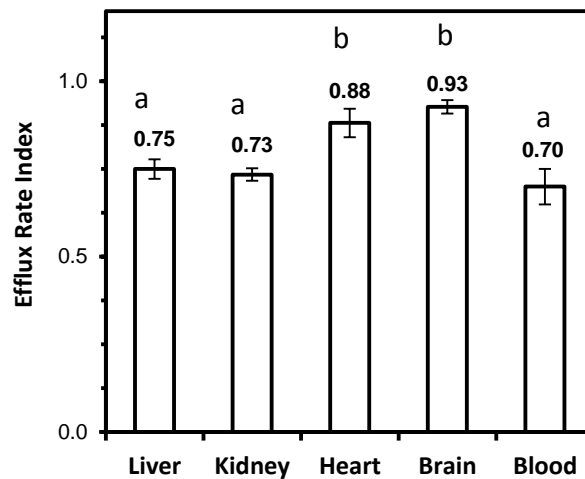 b b
1.0
0.93
0.88
a a
a
0.75 0.73
0.70
Efflux Rate Index
0.5
0.0
Liver Kidney Heart Brain Blood